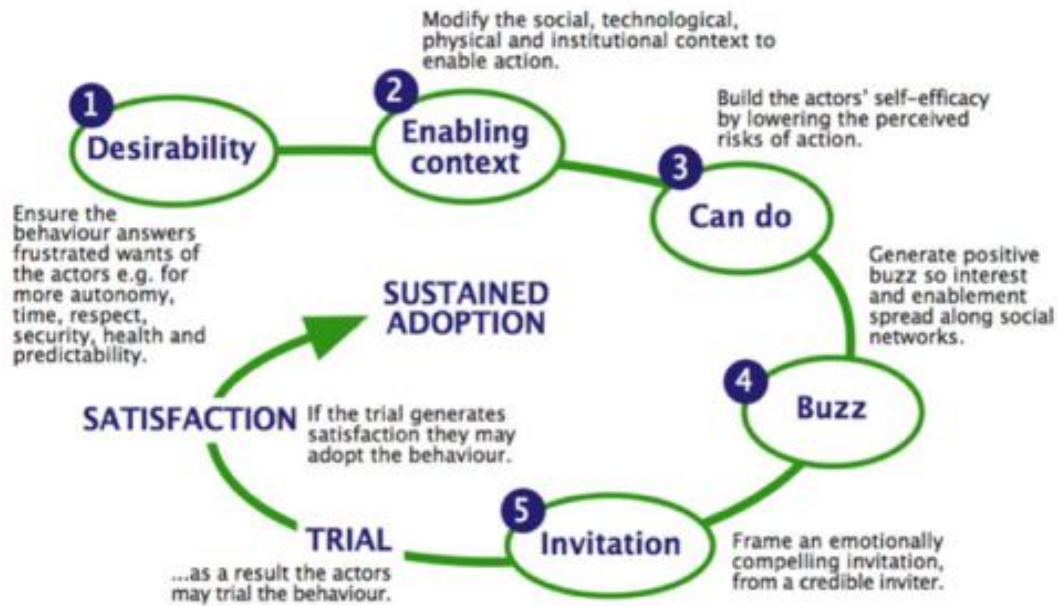 Modify the social, technological,
physical and institutional context to
enable action.
1
Desirability
2
Enabling
context
Build the actors' self-efficacy
by lowering the perceived
risks of action.
3
Can do
Ensure the
behaviour answers
frustrated wants of
the actors e.g. for
more autonomy,
time, respect,
security, health and
predictability.
Generate positive
buzz so interest
and enablement
spread along social
networks.
4
Buzz
5
Invitation
Frame an emotionally
compelling invitation,
from a credible inviter.
TRIAL
...as a result the actors
may trial the behaviour.
SATISFACTION
If the trial generates
satisfaction they may
adopt the behaviour.
SUSTAINED
ADOPTION